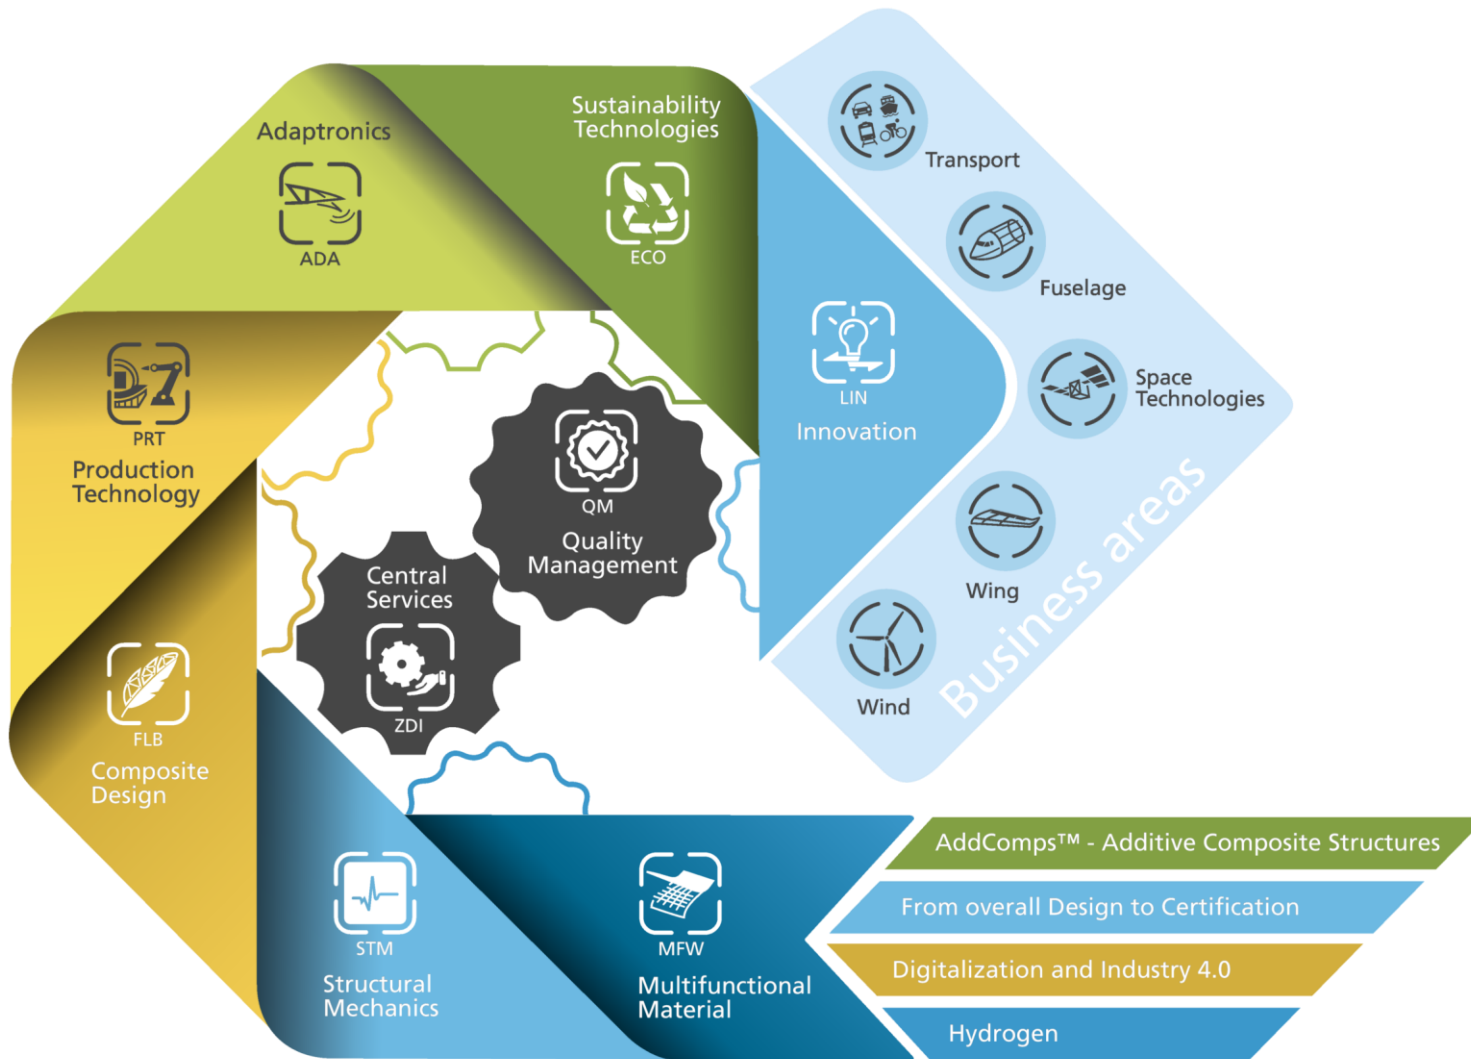 Adaptronics
ADA
Sustainability
Technologies
ECO
Transport
Fuselage
Space
Technologies
Wing
Wind
Business areas
LIN
Innovation
PRT
Production
Technology
QM
Quality
Management
Central
Services
ZDI
FLB
Composite
Design
STM
Structural
Mechanics
MFW
Multifunctional
Material
AddComps™ - Additive Composite Structures
From overall Design to Certification
Digitalization and Industry 4.0
Hydrogen